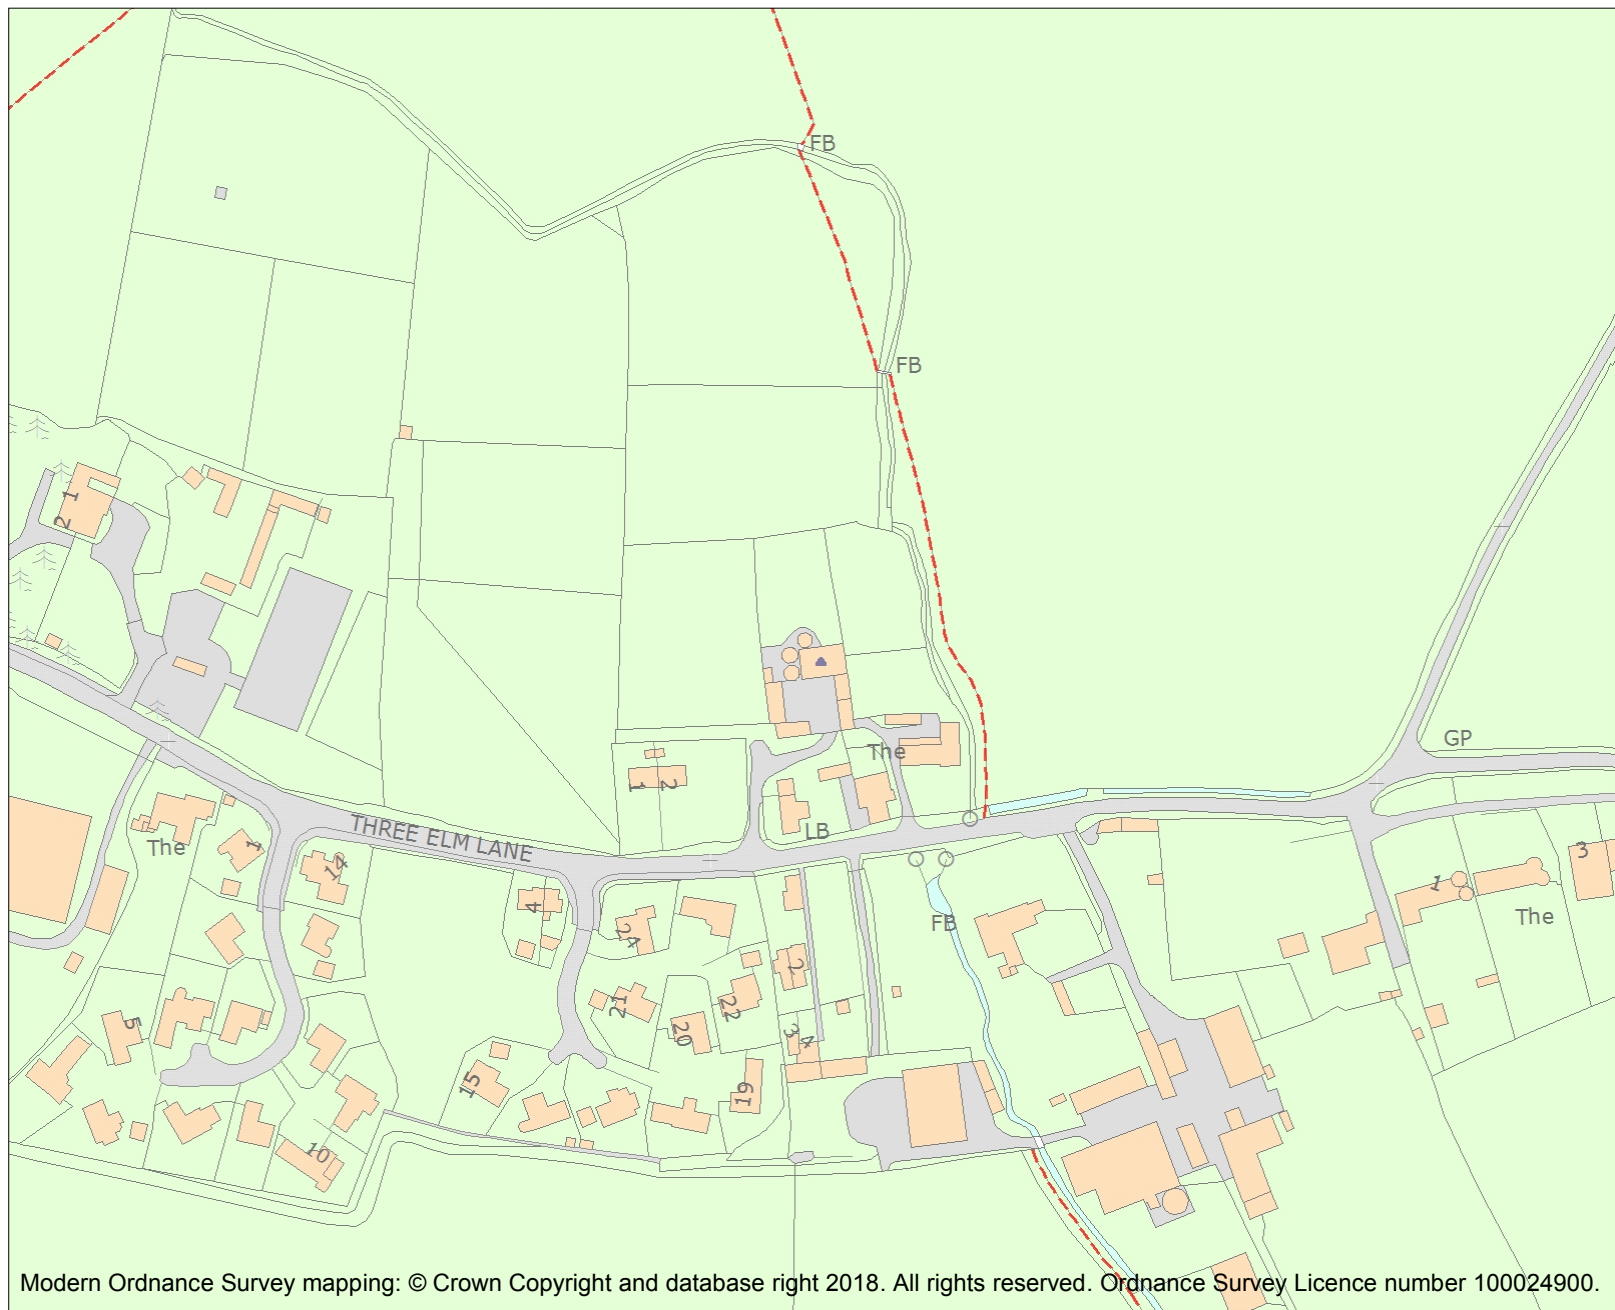 FB
FB
1
2
GP
The
1
2
THREE ELM LANE
LB
The
1
14
3
1
4
The
FB
24
2
21
22
5
20
3
4
15
19
10
Modern Ordnance Survey mapping: © Crown Copyright and database right 2018. All rights reserved. Ordnance Survey Licence number 100024900.